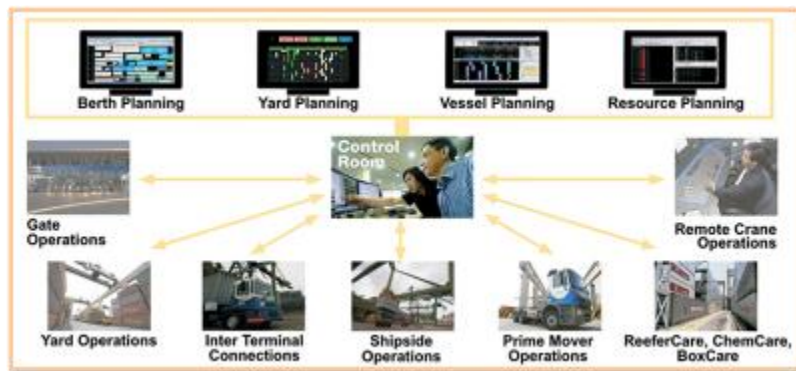 Berth Planning
Yard Planning
Vessel Planning
Resource Planning
Control
Room
Gate
Operations
Remote Crane
Operations
Yard Operations
Inter Terminal
Connections
Shipside
Operations
Prime Mover
Operations
ReeferCare, ChemCare,
BoxCare